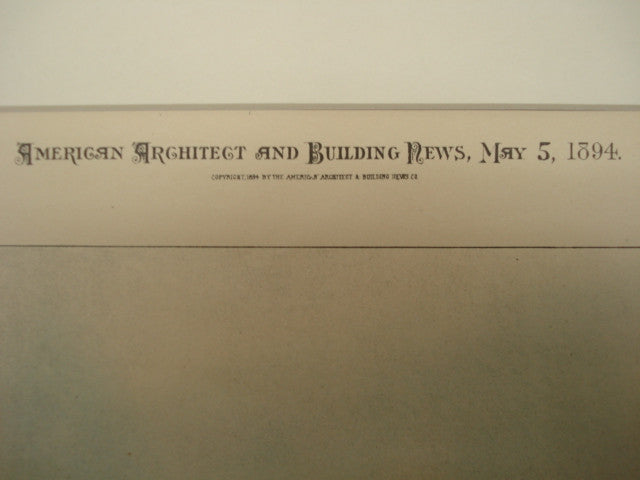 American Architect and Building News, May 5, 1894.
COPYRIGHT, 1894 BY THE AMERICAN ARCHITECT & BUILDING NEWS CO